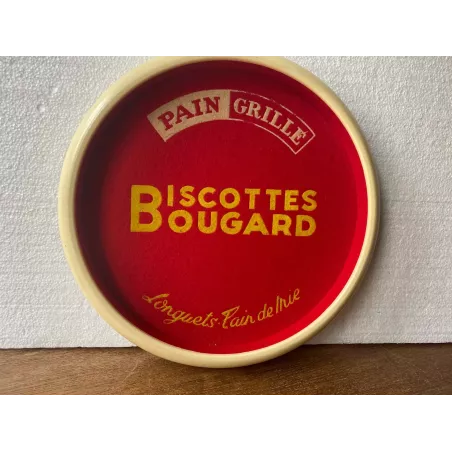 PAIN GRILLÉ
BISCOTTES
BOUGARD
Longuets. Pain de Mie